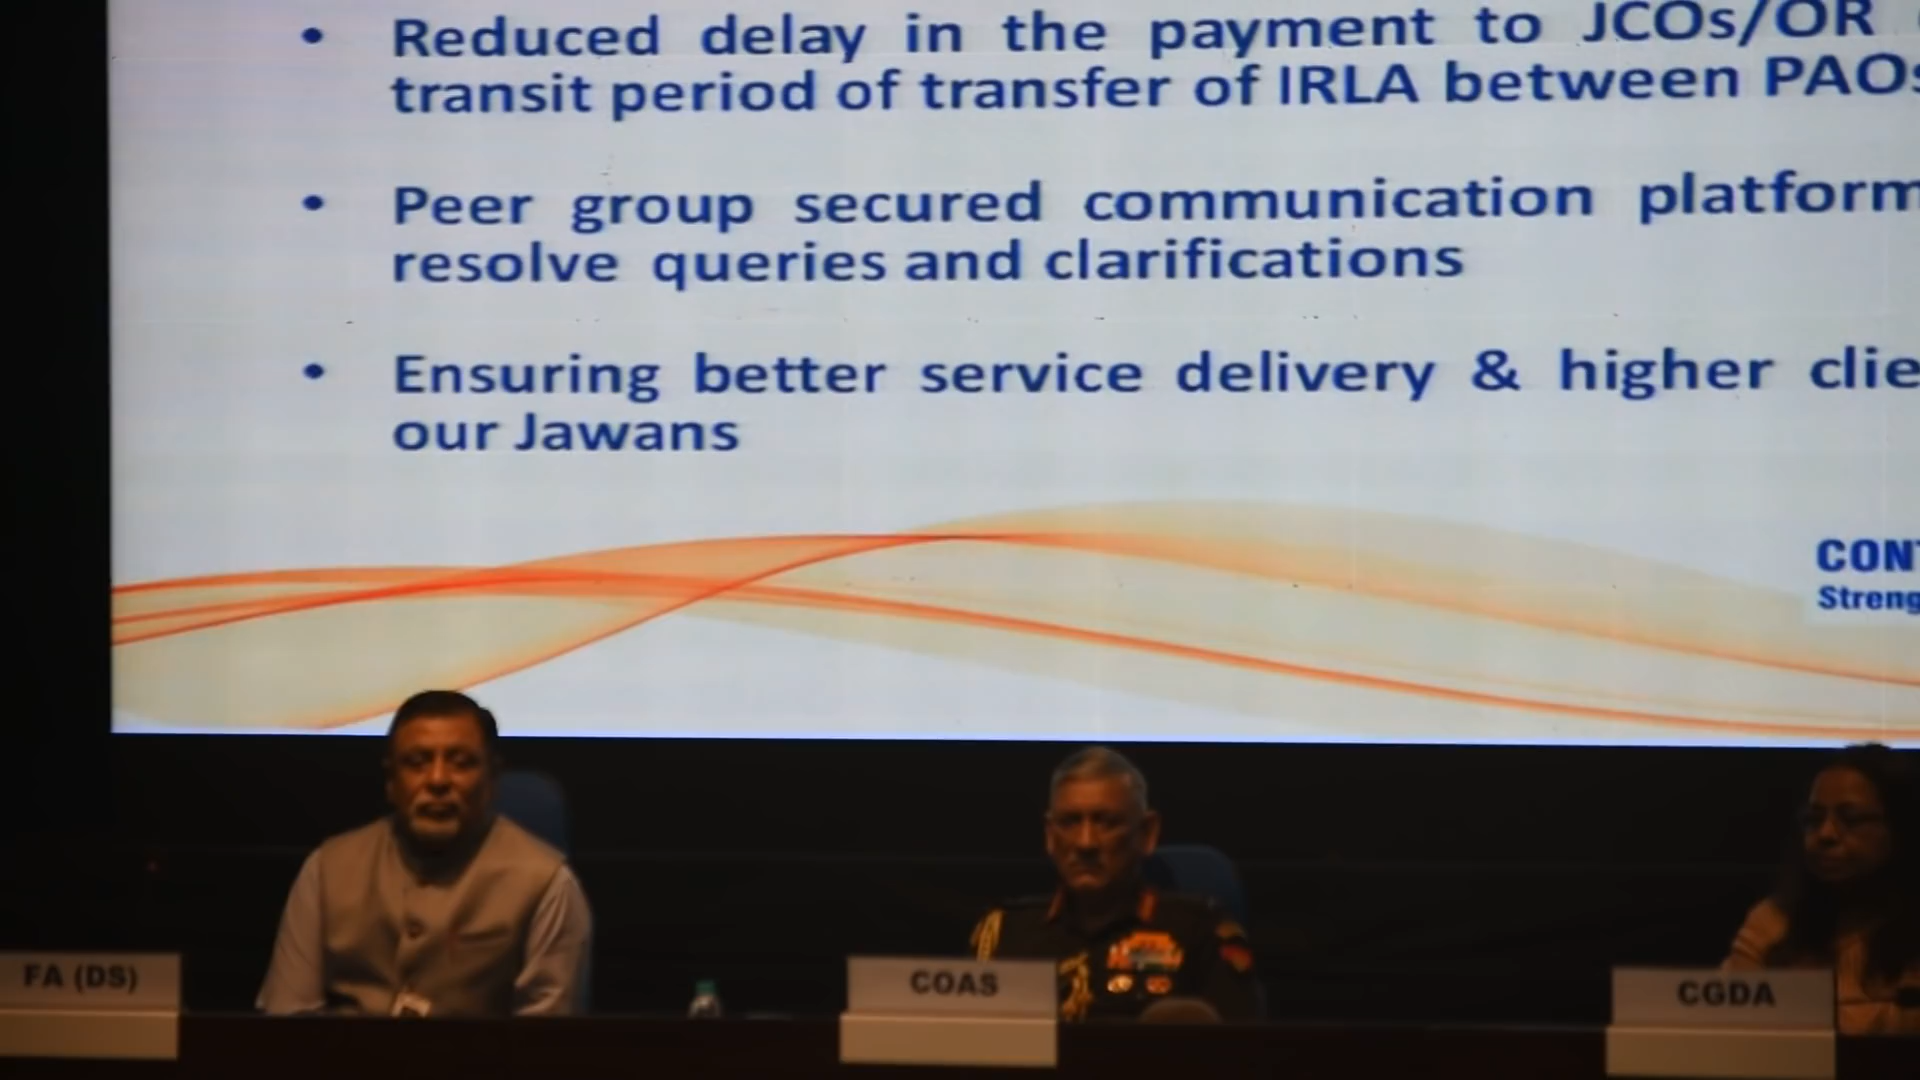 • Reduced delay in the payment to JCOs/OR
transit period of transfer of IRLA between PAOs
• Peer group secured communication platform
resolve queries and clarifications
• Ensuring better service delivery & higher clie
our Jawans
CONT
Streng
FA (DS)
COAS
CGDA